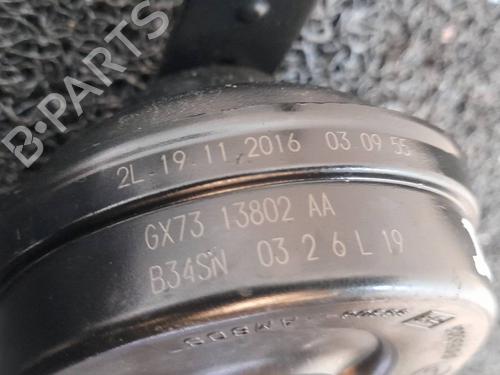 B-PARTS
2L 19.11.2016 03 09 55
GX73 13802 AA
B34SN 03 2 6 L 19